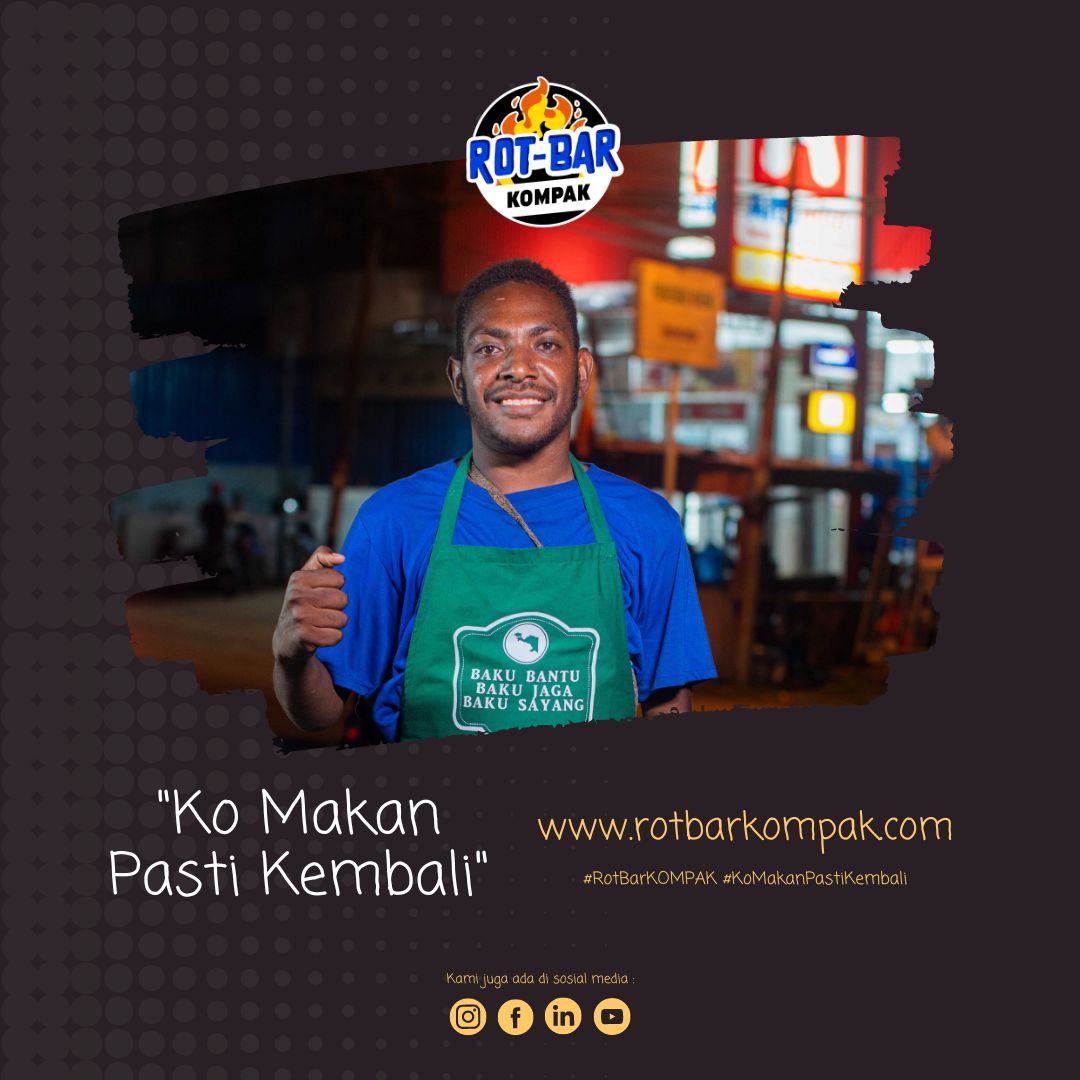 ROT-BAR
KOMPAK
BAKU BANTU
BAKU JAGA
BAKU SAYANG
"Ko Makan
Pasti Kembali"
www.rotbarkompak.com
#RotBarKOMPAK #KoMakanPastiKembali
Kami juga ada di sosial media :